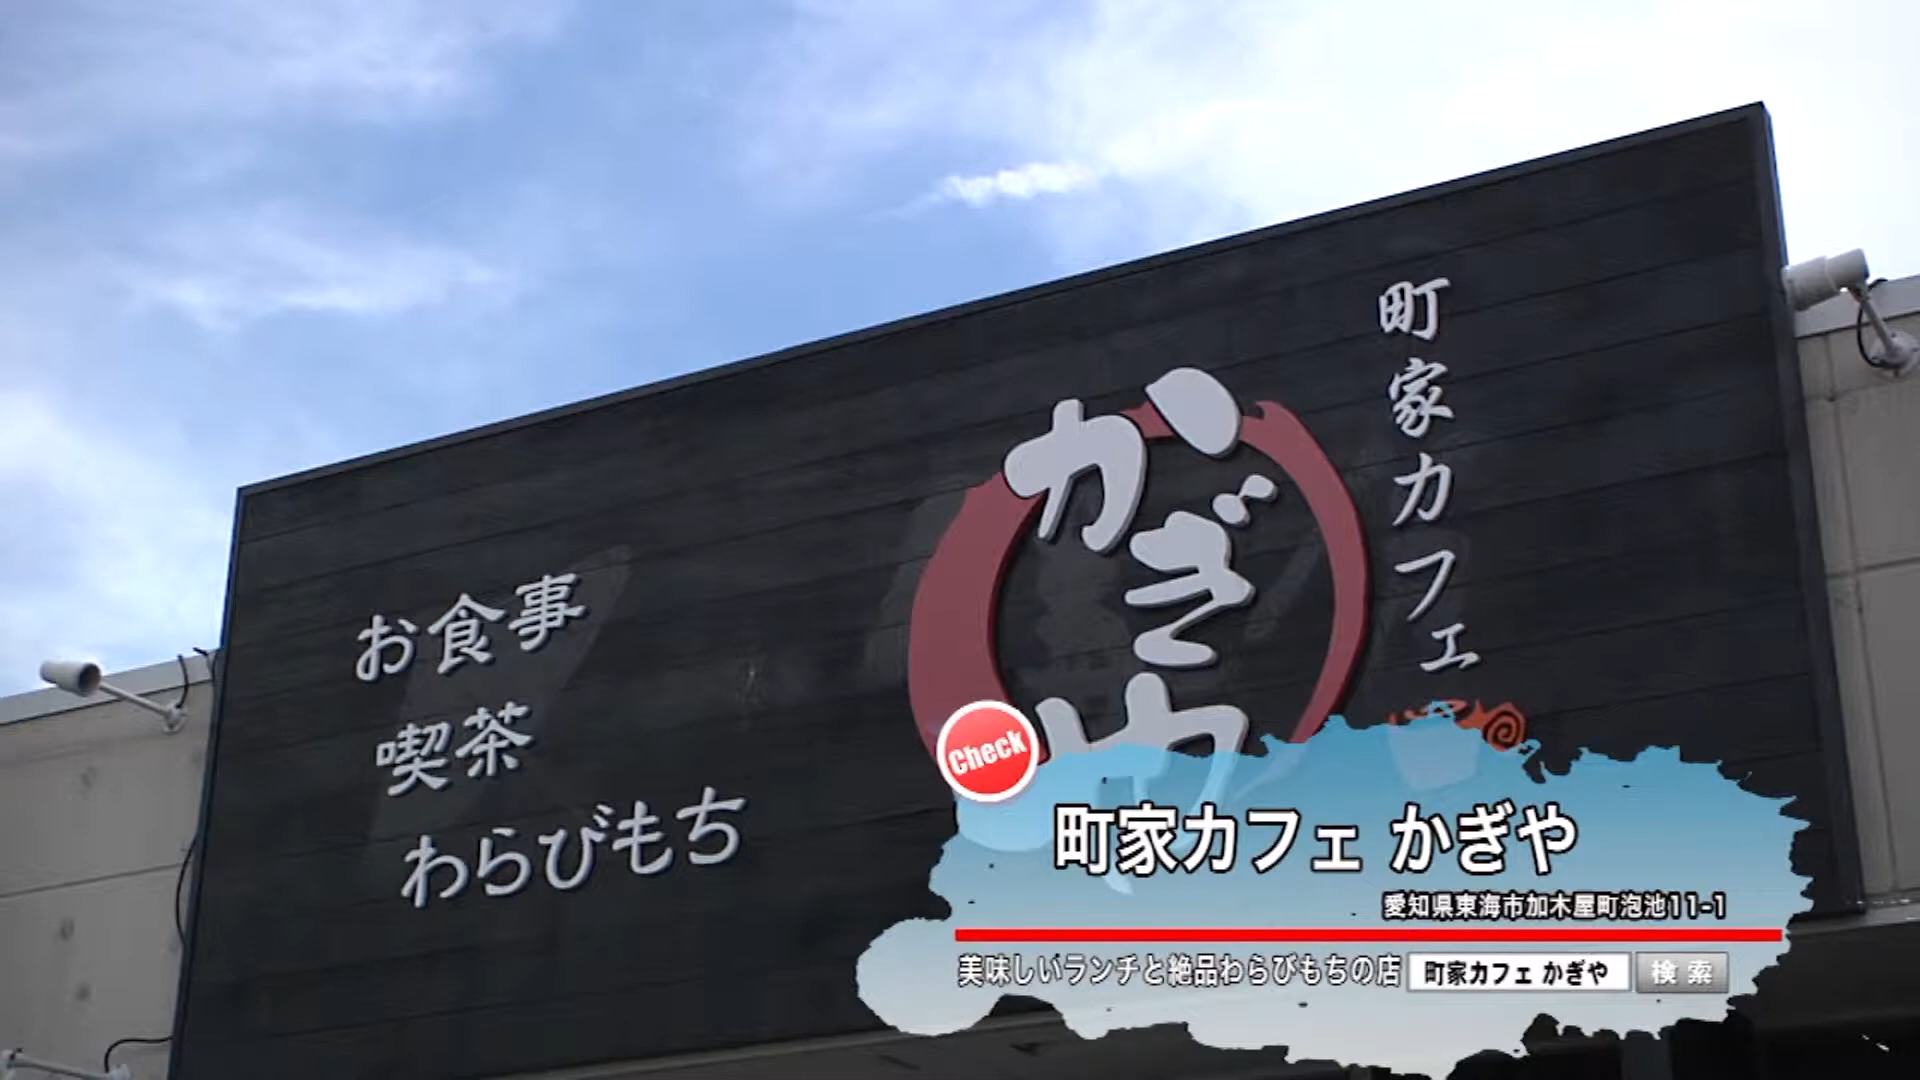 町家カフェ
かぎや
お食事
喫茶
わらびもち
Check
町家カフェ かぎや
愛知県東海市加木屋町泡池11-1
美味しいランチと絶品わらびもちの店 町家カフェ かぎや 検索